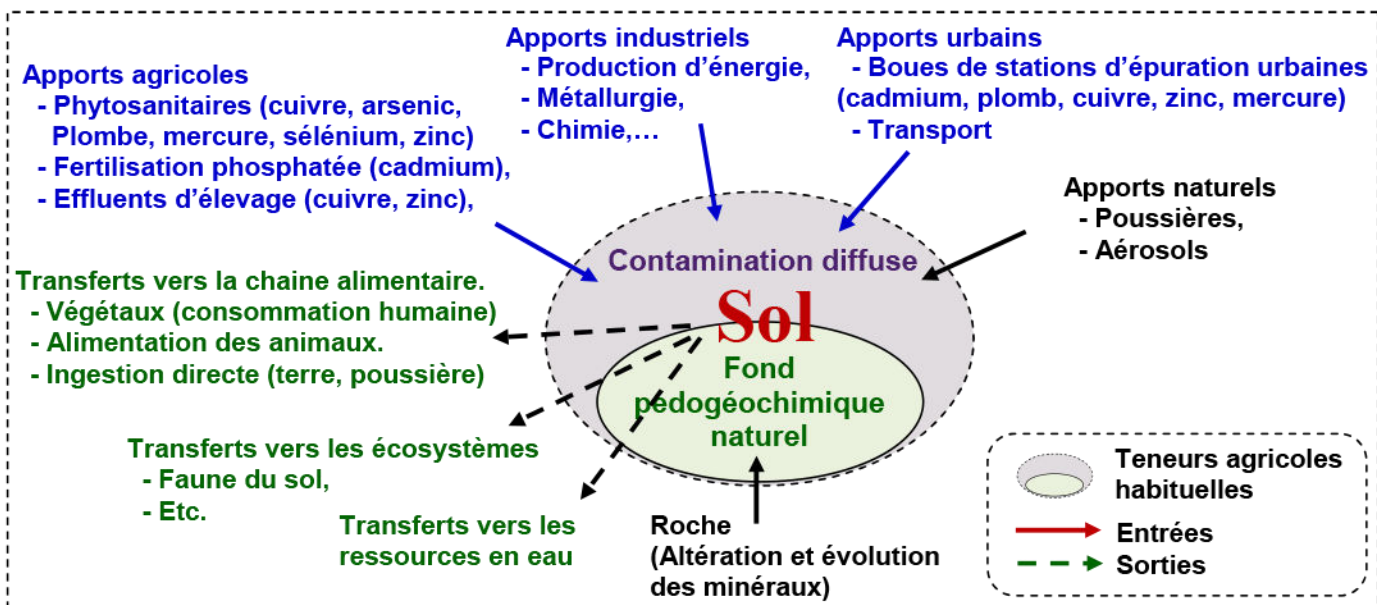 Apports agricoles
- Phytosanitaires (cuivre, arsenic,
Plombe, mercure, sélénium, zinc)
- Fertilisation phosphatée (cadmium),
- Effluents d'élevage (cuivre, zinc),
Apports industriels
- Production d'énergie,
- Métallurgie,
- Chimie,…
Apports urbains
- Boues de stations d'épuration urbaines
(cadmium, plomb, cuivre, zinc, mercure)
- Transport
Apports naturels
- Poussières,
- Aérosols
Contamination diffuse
Sol
Fond
pédogéochimique
naturel
Transferts vers la chaine alimentaire.
- Végétaux (consommation humaine)
- Alimentation des animaux.
- Ingestion directe (terre, poussière)
Transferts vers les écosystèmes
- Faune du sol,
- Etc.
Transferts vers les
ressources en eau
Roche
(Altération et évolution
des minéraux)
Teneurs agricoles
habituelles
Entrées
Sorties